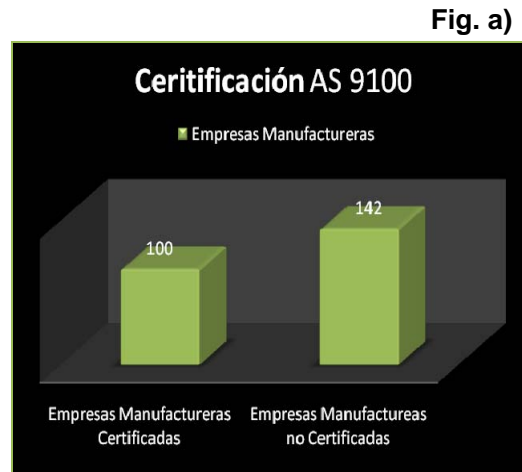 Fig. a)
Ceritificación AS 9100
Empresas Manufactureras
100
142
Empresas Manufactureras
Certificadas
Empresas Manufactureas
no Certificadas